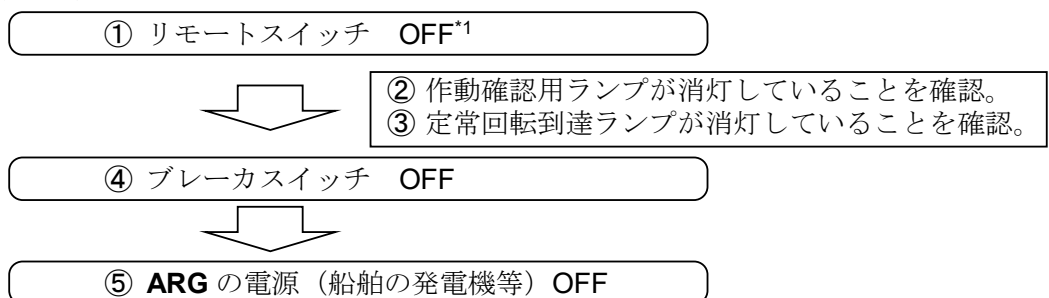 ① リモートスイッチ　OFF*1
② 作動確認用ランプが消灯していることを確認。
③ 定常回転到達ランプが消灯していることを確認。
④ ブレーカスイッチ　OFF
⑤ ARG の電源（船舶の発電機等）OFF